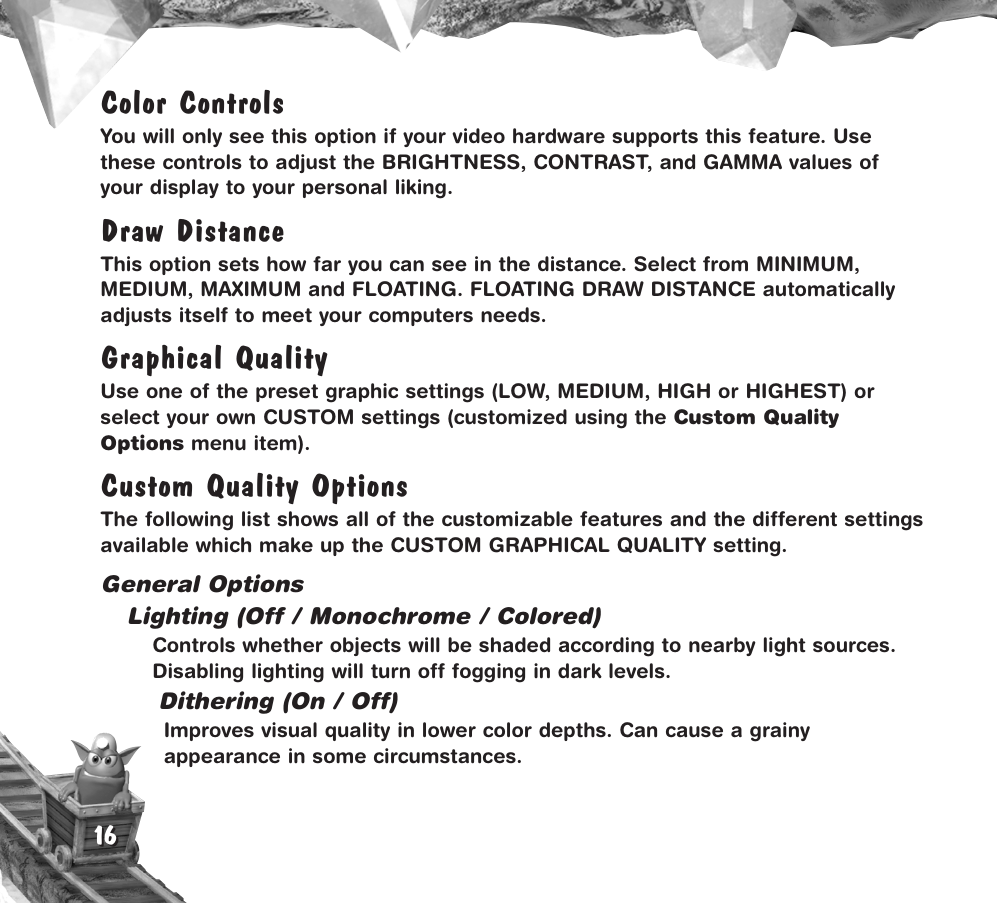 Color Controls
You will only see this option if your video hardware supports this feature. Use
these controls to adjust the BRIGHTNESS, CONTRAST, and GAMMA values of
your display to your personal liking.
Draw Distance
This option sets how far you can see in the distance. Select from MINIMUM,
MEDIUM, MAXIMUM and FLOATING. FLOATING DRAW DISTANCE automatically
adjusts itself to meet your computers needs.
Graphical Quality
Use one of the preset graphic settings (LOW, MEDIUM, HIGH or HIGHEST) or
select your own CUSTOM settings (customized using the Custom Quality
Options menu item).
Custom Quality Options
The following list shows all of the customizable features and the different settings
available which make up the CUSTOM GRAPHICAL QUALITY setting.
General Options
Lighting (Off / Monochrome / Colored)
Controls whether objects will be shaded according to nearby light sources.
Disabling lighting will turn off fogging in dark levels.
Dithering (On / Off)
Improves visual quality in lower color depths. Can cause a grainy
appearance in some circumstances.
16